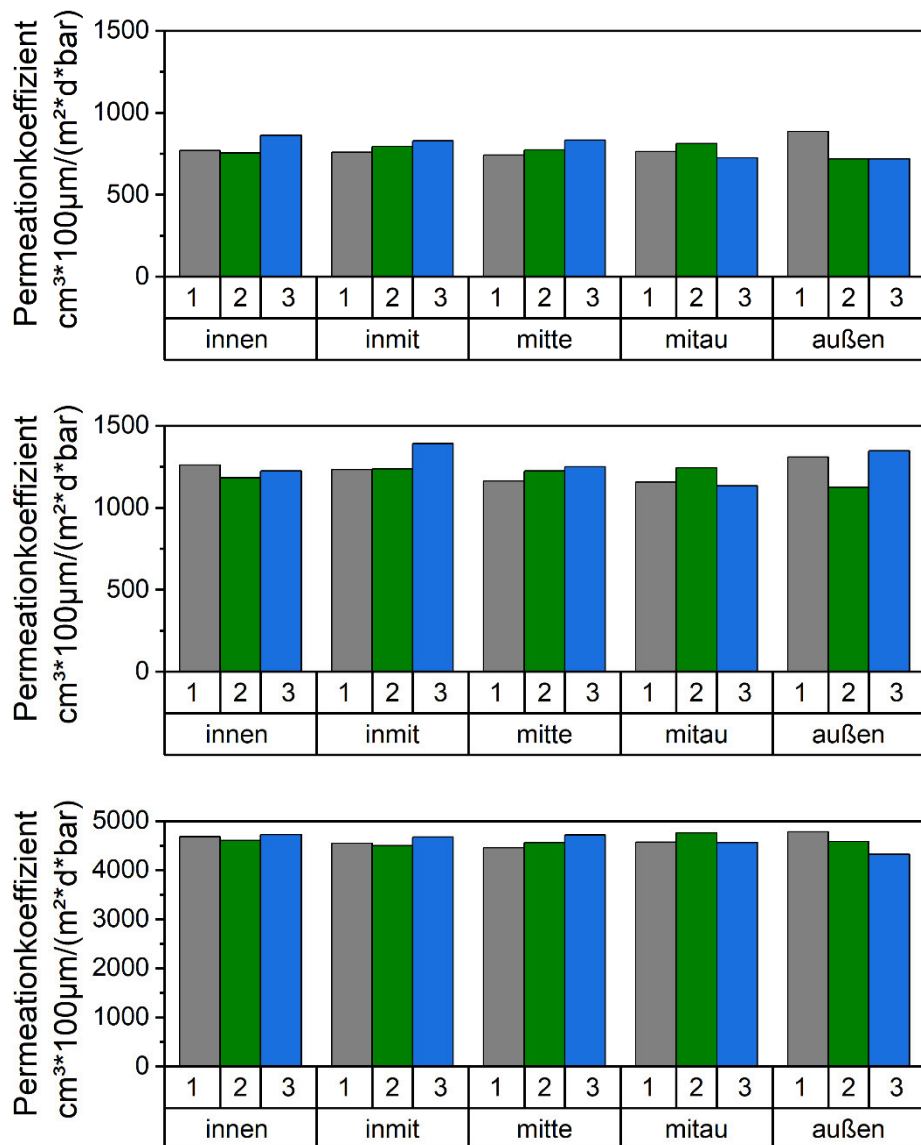 Permeationkoeffizient
cm³*100µm/(m²*d*bar)
1500
1000
500
0
1 2 3 1 2 3 1 2 3 1 2 3 1 2 3
innen inmit mitte mitau außen
Permeationkoeffizient
cm³*100µm/(m²*d*bar)
1500
1000
500
0
1 2 3 1 2 3 1 2 3 1 2 3 1 2 3
innen inmit mitte mitau außen
Permeationkoeffizient
cm³*100µm/(m²*d*bar)
5000
4000
3000
2000
1000
0
1 2 3 1 2 3 1 2 3 1 2 3 1 2 3
innen inmit mitte mitau außen